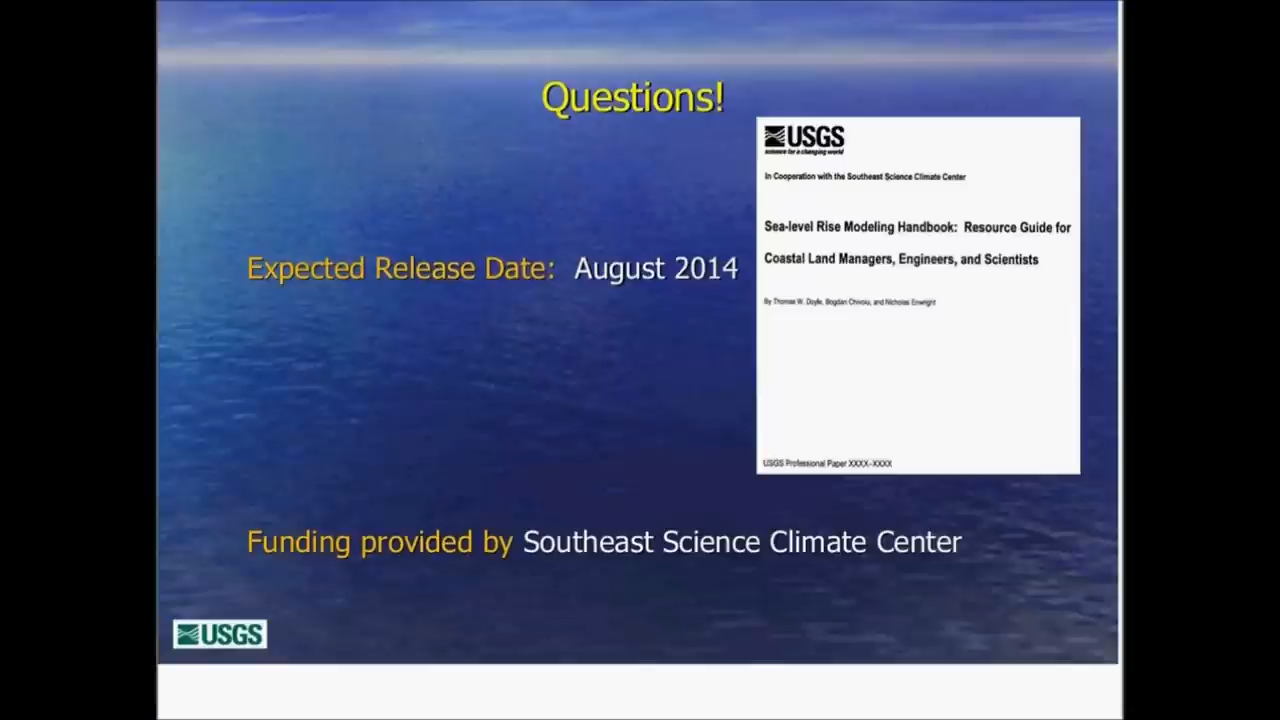 Questions!
USGS
science for a changing world
In Cooperation with the Southeast Science Climate Center
Sea-level Rise Modeling Handbook: Resource Guide for
Coastal Land Managers, Engineers, and Scientists
Expected Release Date: August 2014
By Thomas W. Doyle, Bogdan Chivoiu, and Nicholas Enwright
USGS Professional Paper XXXX-XXXX
Funding provided by Southeast Science Climate Center
USGS